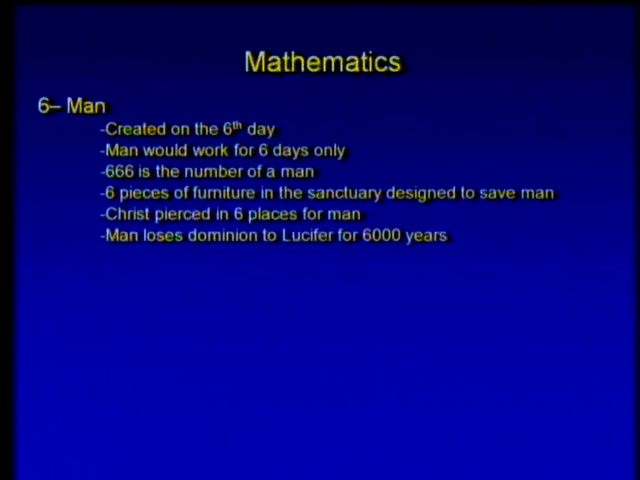 Mathematics
6– Man
-Created on the 6th day
-Man would work for 6 days only
-666 is the number of a man
-6 pieces of furniture in the sanctuary designed to save man
-Christ pierced in 6 places for man
-Man loses dominion to Lucifer for 6000 years